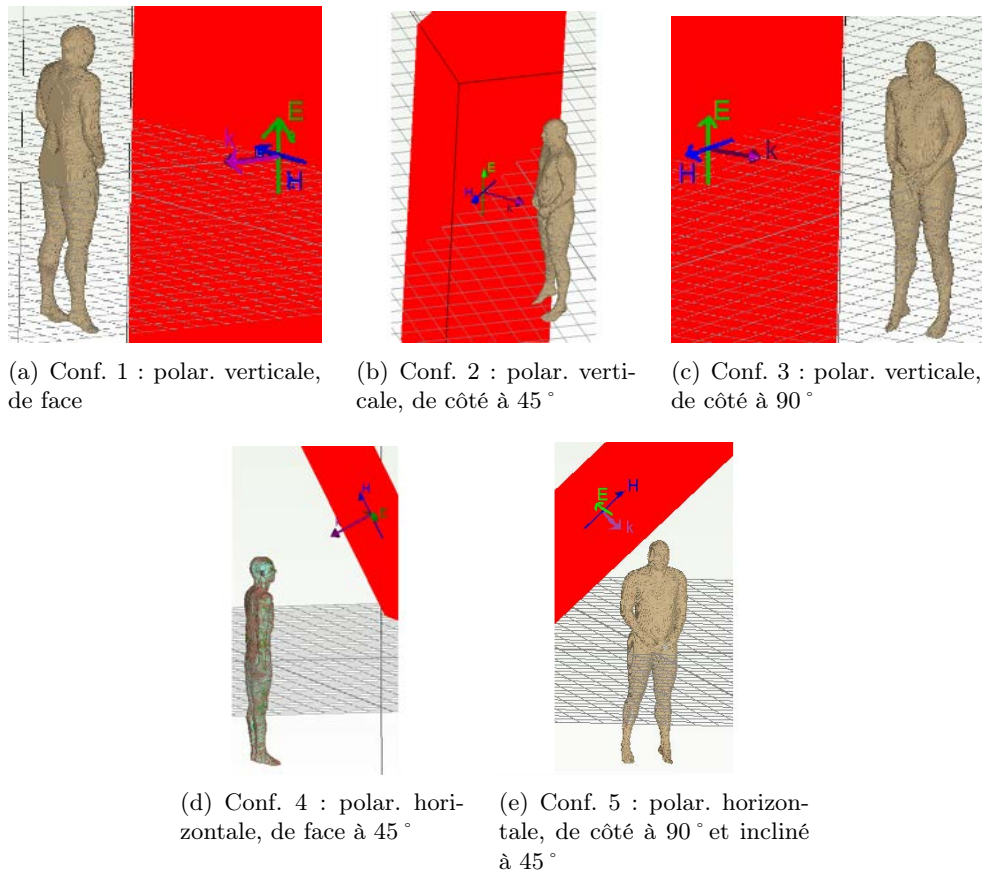 E
H
E
H
k
E
H
k
(a) Conf. 1 : polar. verticale,
de face
(b) Conf. 2 : polar. verti-
cale, de côté à 45 °
(c) Conf. 3 : polar. verticale,
de côté à 90 °
H
E
H
k
(d) Conf. 4 : polar. hori-
zontale, de face à 45 °
(e) Conf. 5 : polar. horizon-
tale, de côté à 90 ° et incliné
à 45 °